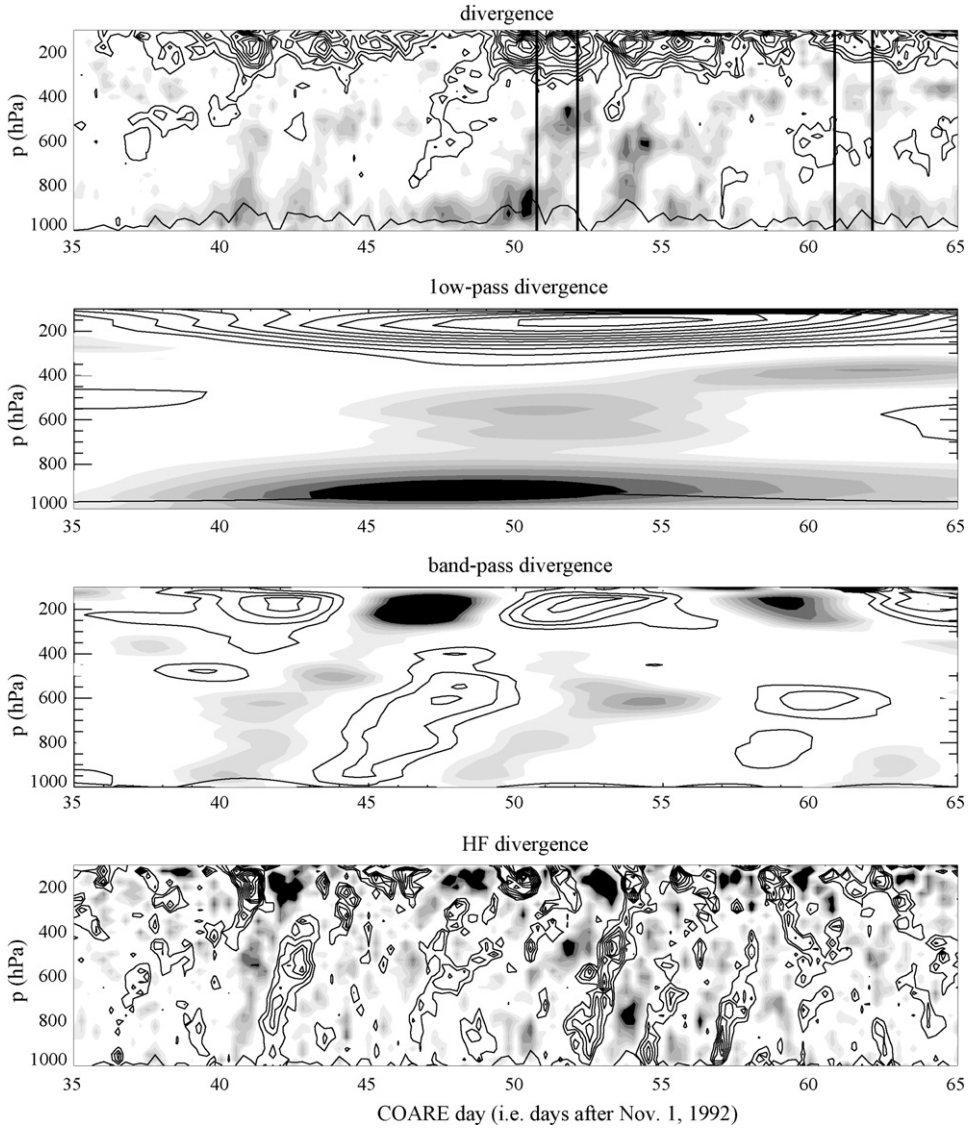 divergence
p (hPa)
200
400
600
800
1000
35 40 45 50 55 60 65
low-pass divergence
p (hPa)
200
400
600
800
1000
35 40 45 50 55 60 65
band-pass divergence
p (hPa)
200
400
600
800
1000
35 40 45 50 55 60 65
HF divergence
p (hPa)
200
400
600
800
1000
35 40 45 50 55 60 65
COARE day (i.e. days after Nov. 1, 1992)